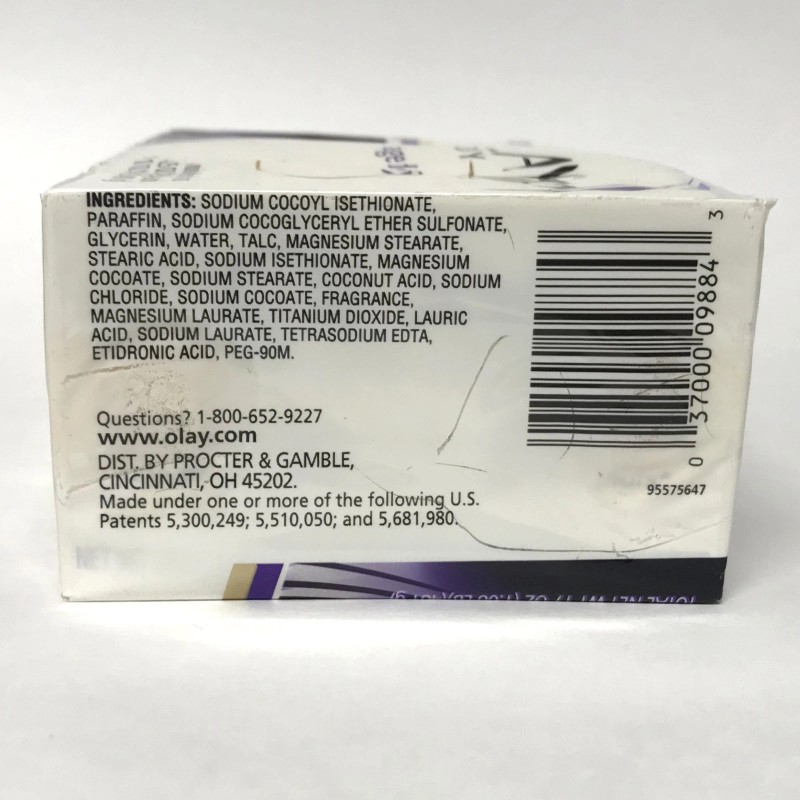 INGREDIENTS: SODIUM COCOYL ISETHIONATE,
PARAFFIN, SODIUM COCOGLYCERYL ETHER SULFONATE,
GLYCERIN, WATER, TALC, MAGNESIUM STEARATE,
STEARIC ACID, SODIUM ISETHIONATE, MAGNESIUM
COCOATE, SODIUM STEARATE, COCONUT ACID, SODIUM
CHLORIDE, SODIUM COCOATE, FRAGRANCE,
MAGNESIUM LAURATE, TITANIUM DIOXIDE, LAURIC
ACID, SODIUM LAURATE, TETRASODIUM EDTA,
ETIDRONIC ACID, PEG-90M.
Questions? 1-800-652-9227
www.olay.com
DIST. BY PROCTER & GAMBLE,
CINCINNATI, OH 45202.
Made under one or more of the following U.S.
Patents 5,300,249; 5,510,050; and 5,681,980.
0 37000 09884 3
95575647